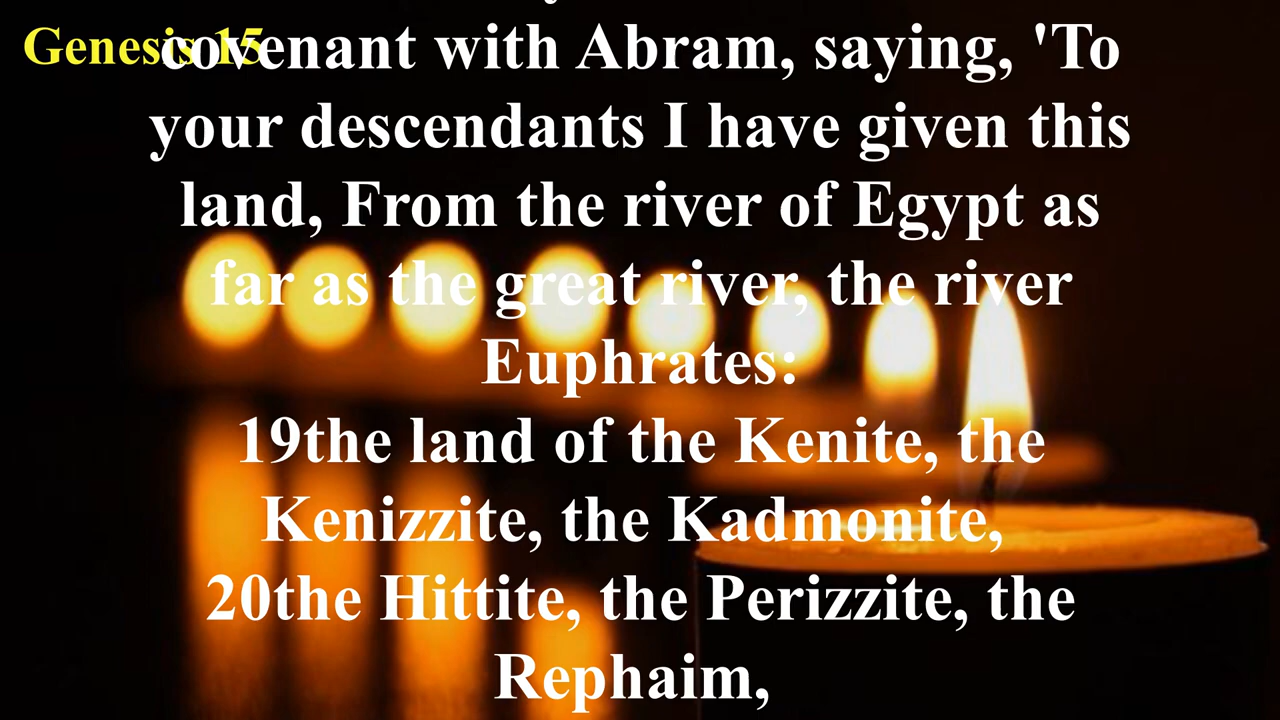 Genesis 15
covenant with Abram, saying, 'To
your descendants I have given this
land, From the river of Egypt as
far as the great river, the river
Euphrates:
19the land of the Kenite, the
Kenizzite, the Kadmonite,
20the Hittite, the Perizzite, the
Rephaim,